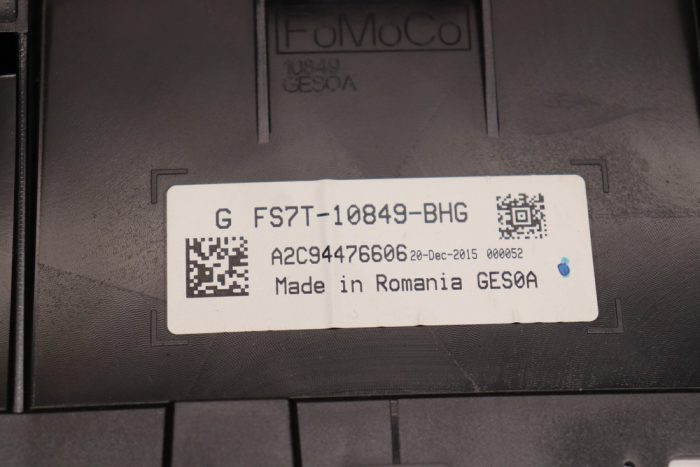 FoMoCo
10849
GES0A
G FS7T-10849-BHG
A2C94476606 20-Dec-2015 000052
Made in Romania GES0A